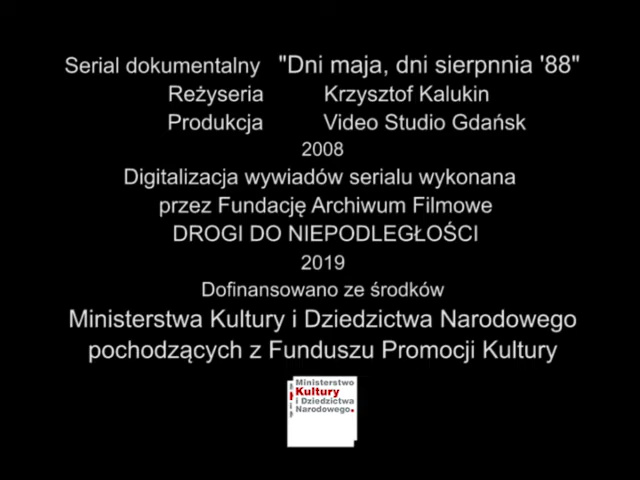 Serial dokumentalny "Dni maja, dni sierpnnia '88"
Reżyseria Krzysztof Kalukin
Produkcja Video Studio Gdańsk
2008
Digitalizacja wywiadów serialu wykonana
przez Fundację Archiwum Filmowe
DROGI DO NIEPODLEGŁOŚCI
2019
Dofinansowano ze środków
Ministerstwa Kultury i Dziedzictwa Narodowego
pochodzących z Funduszu Promocji Kultury
Ministerstwo
Kultury
i Dziedzictwa
Narodowego.